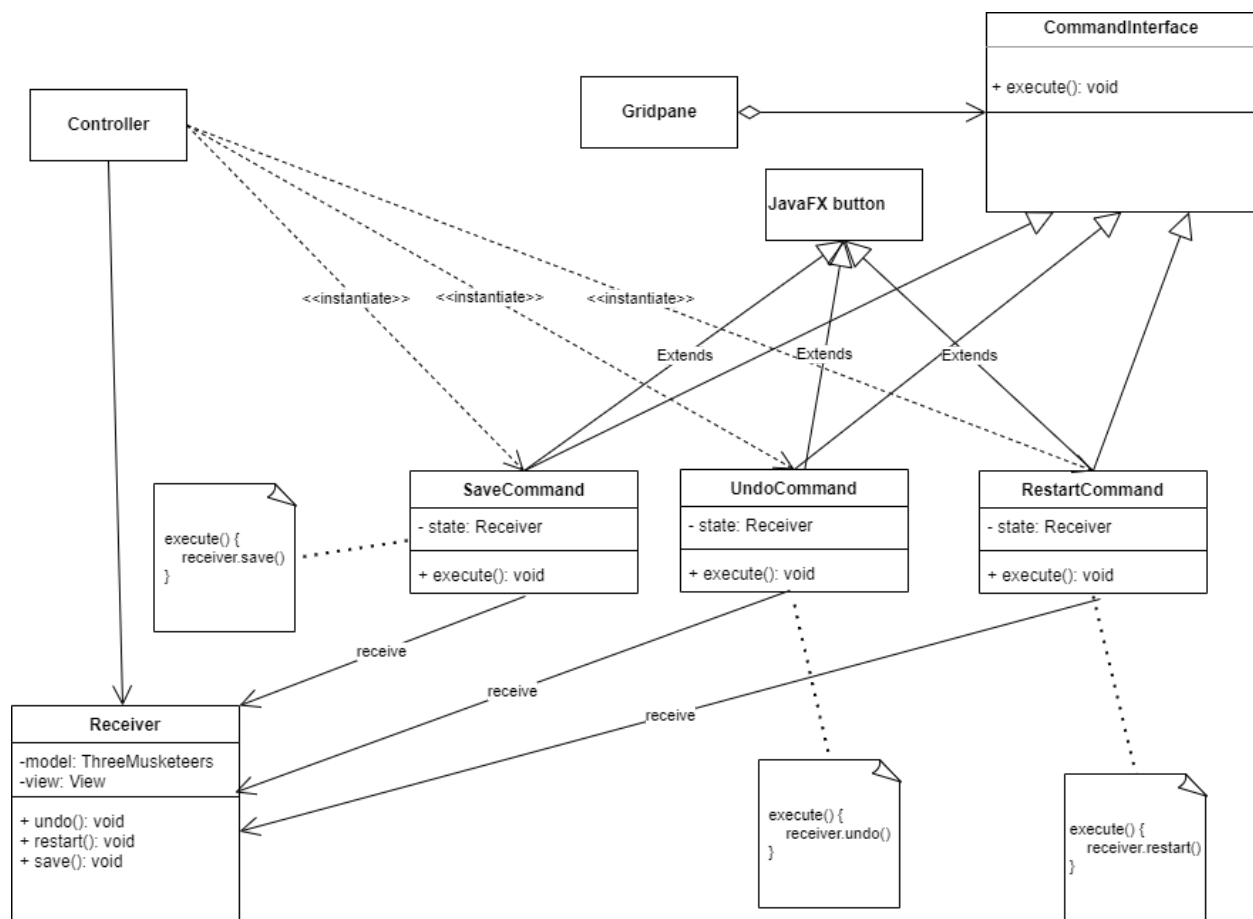 CommandInterface
+ execute(): void
Controller
Gridpane
JavaFX button
<<instantiate>>
<<instantiate>>
<<instantiate>>
Extends
Extends
Extends
SaveCommand
- state: Receiver
+ execute(): void
UndoCommand
- state: Receiver
+ execute(): void
RestartCommand
- state: Receiver
+ execute(): void
execute() {
receiver.save()
}
receive
receive
receive
Receiver
-model: ThreeMusketeers
-view: View
+ undo(): void
+ restart(): void
+ save(): void
execute() {
receiver.undo()
}
execute() {
receiver.restart()
}